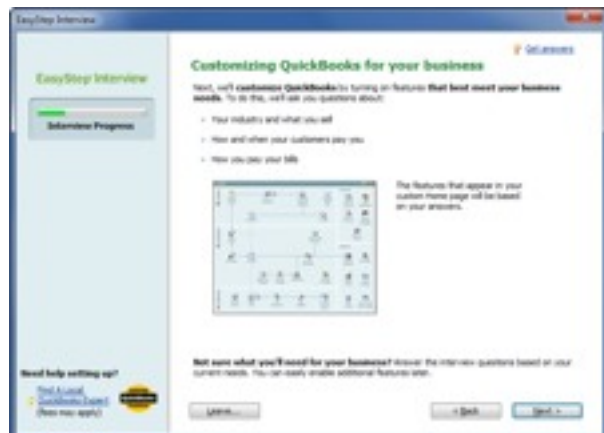 EasyStep Interview
Get answers
EasyStep Interview
Customizing QuickBooks for your business
Next, we'll customize QuickBooks by turning on features that best meet your business
needs. To do this, we'll ask you questions about:
Interview Progress
- Your industry and what you sell
- How and when your customers pay you
- How you pay your bills
The features that appear in your
custom home page will be based
on your answers.
Not sure what you'll need for your business? Answer the interview questions based on your
current needs. You can easily enable additional features later.
Need help setting up?
Find A Local
QuickBooks Expert
(Fees may apply)
Leave...
< Back
Next >